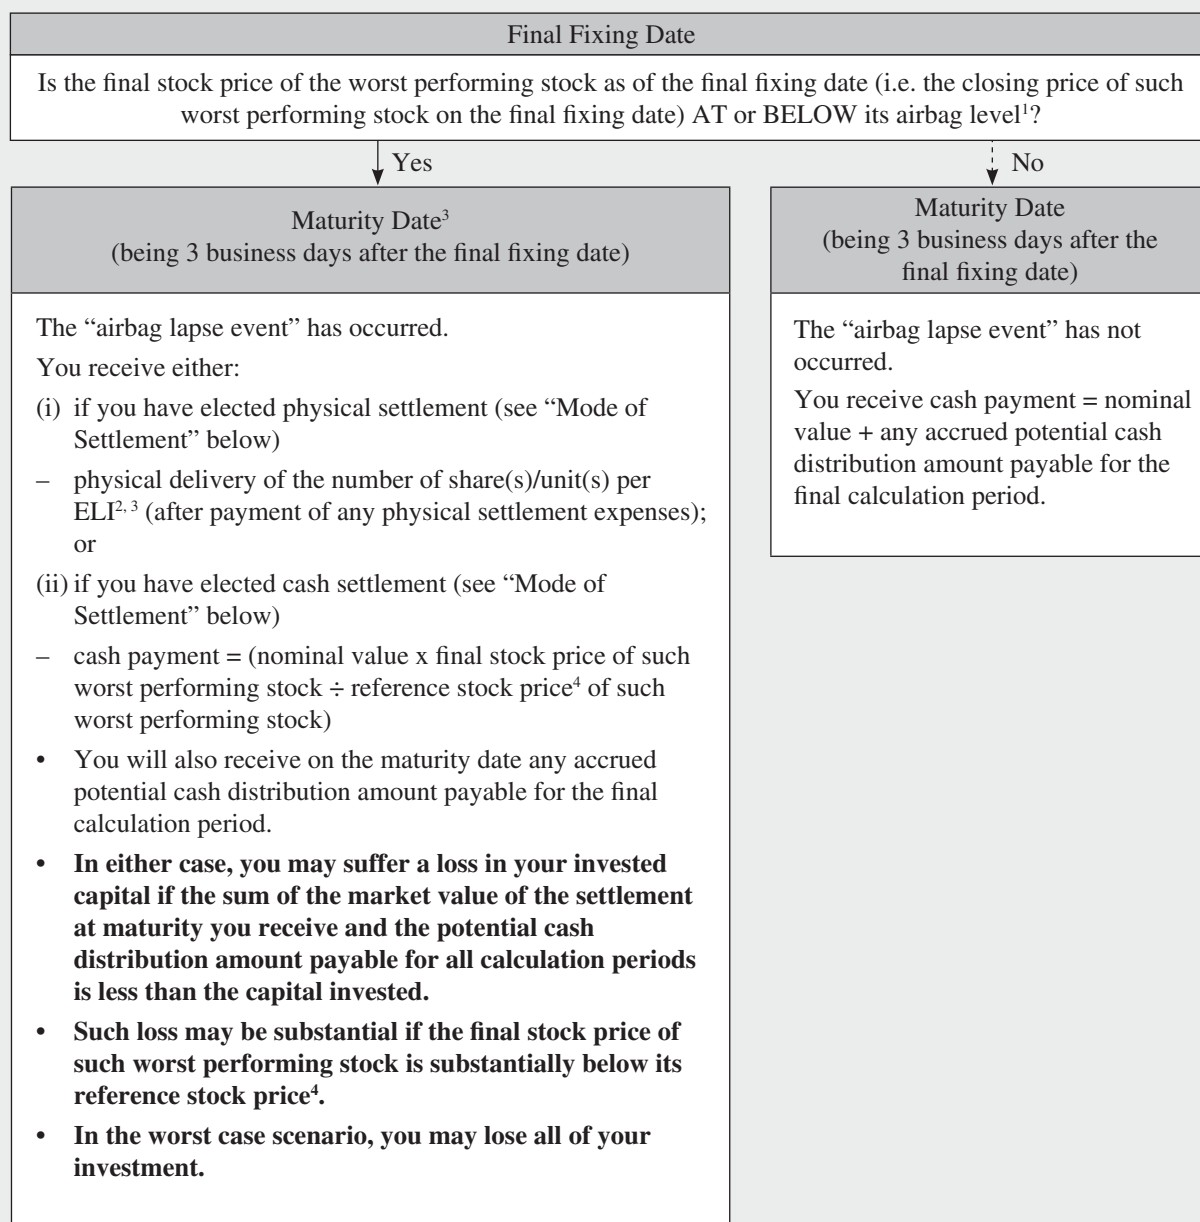 Final Fixing Date
Is the final stock price of the worst performing stock as of the final fixing date (i.e. the closing price of such
worst performing stock on the final fixing date) AT or BELOW its airbag level¹?
Yes
No
Maturity Date³
(being 3 business days after the final fixing date)
The “airbag lapse event” has occurred.
You receive either:
(i) if you have elected physical settlement (see “Mode of
Settlement” below)
– physical delivery of the number of share(s)/unit(s) per
ELI²,³ (after payment of any physical settlement expenses);
or
(ii) if you have elected cash settlement (see “Mode of
Settlement” below)
– cash payment = (nominal value x final stock price of such
worst performing stock ÷ reference stock price⁴ of such
worst performing stock)
• You will also receive on the maturity date any accrued
potential cash distribution amount payable for the final
calculation period.
• In either case, you may suffer a loss in your invested
capital if the sum of the market value of the settlement
at maturity you receive and the potential cash
distribution amount payable for all calculation periods
is less than the capital invested.
• Such loss may be substantial if the final stock price of
such worst performing stock is substantially below its
reference stock price⁴.
• In the worst case scenario, you may lose all of your
investment.
Maturity Date
(being 3 business days after the
final fixing date)
The “airbag lapse event” has not
occurred.
You receive cash payment = nominal
value + any accrued potential cash
distribution amount payable for the
final calculation period.